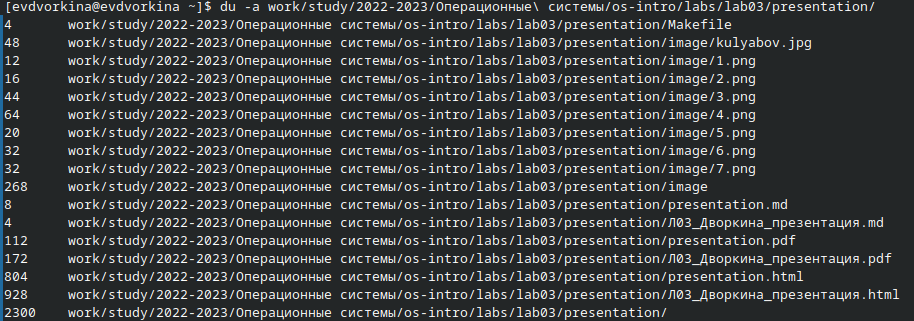 [evdvorkina@evdvorkina ~]$ du -a work/study/2022-2023/Операционные\ системы/os-intro/labs/lab03/presentation/
4 work/study/2022-2023/Операционные системы/os-intro/labs/lab03/presentation/Makefile
48 work/study/2022-2023/Операционные системы/os-intro/labs/lab03/presentation/image/kulyabov.jpg
12 work/study/2022-2023/Операционные системы/os-intro/labs/lab03/presentation/image/1.png
16 work/study/2022-2023/Операционные системы/os-intro/labs/lab03/presentation/image/2.png
44 work/study/2022-2023/Операционные системы/os-intro/labs/lab03/presentation/image/3.png
64 work/study/2022-2023/Операционные системы/os-intro/labs/lab03/presentation/image/4.png
20 work/study/2022-2023/Операционные системы/os-intro/labs/lab03/presentation/image/5.png
32 work/study/2022-2023/Операционные системы/os-intro/labs/lab03/presentation/image/6.png
32 work/study/2022-2023/Операционные системы/os-intro/labs/lab03/presentation/image/7.png
268 work/study/2022-2023/Операционные системы/os-intro/labs/lab03/presentation/image
8 work/study/2022-2023/Операционные системы/os-intro/labs/lab03/presentation/presentation.md
4 work/study/2022-2023/Операционные системы/os-intro/labs/lab03/presentation/Л03_Дворкина_презентация.md
112 work/study/2022-2023/Операционные системы/os-intro/labs/lab03/presentation/presentation.pdf
172 work/study/2022-2023/Операционные системы/os-intro/labs/lab03/presentation/Л03_Дворкина_презентация.pdf
804 work/study/2022-2023/Операционные системы/os-intro/labs/lab03/presentation/presentation.html
928 work/study/2022-2023/Операционные системы/os-intro/labs/lab03/presentation/Л03_Дворкина_презентация.html
2300 work/study/2022-2023/Операционные системы/os-intro/labs/lab03/presentation/